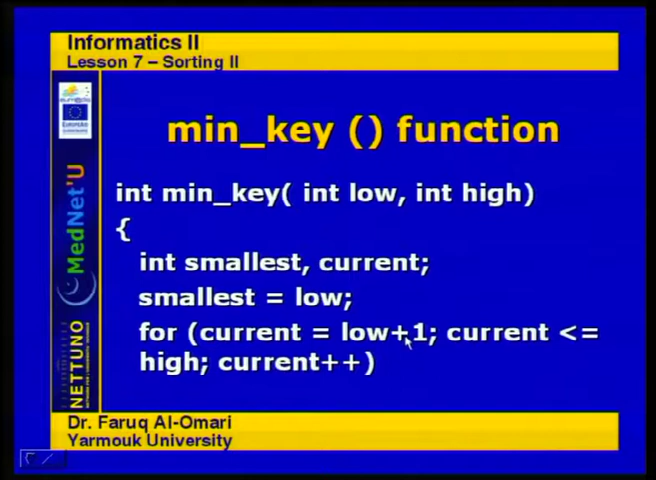 Informatics II
Lesson 7 – Sorting II
min_key () function
int min_key( int low, int high)
{
int smallest, current;
smallest = low;
for (current = low+1; current <=
high; current++)
MedNet'U
NETTUNO
Dr. Faruq Al-Omari
Yarmouk University